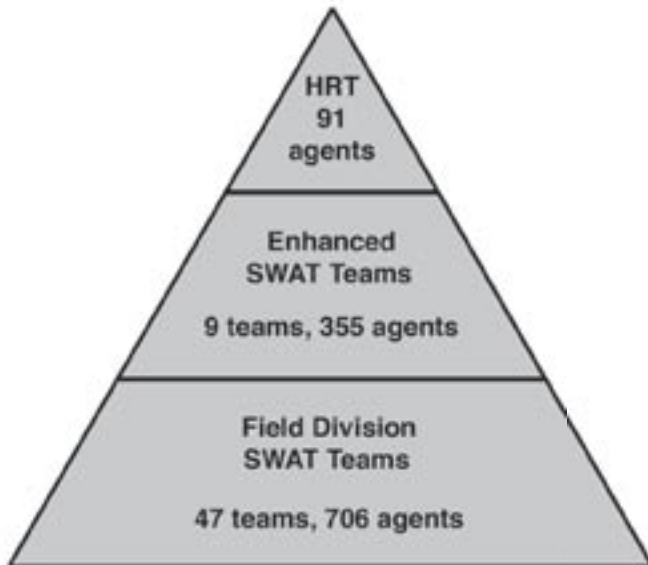 HRT
91
agents
Enhanced
SWAT Teams
9 teams, 355 agents
Field Division
SWAT Teams
47 teams, 706 agents